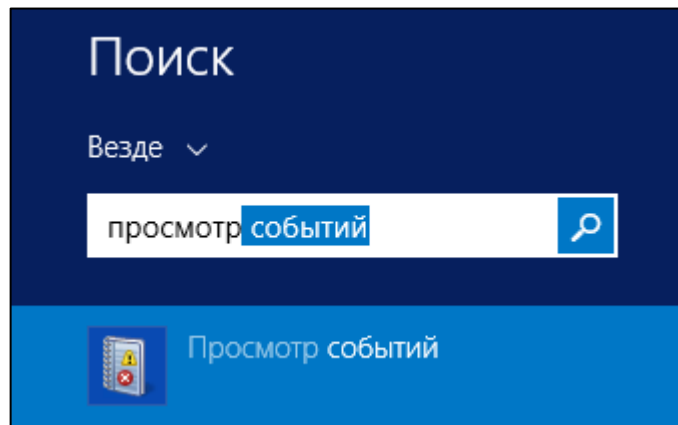 Поиск
Везде
просмотр событий
Просмотр событий